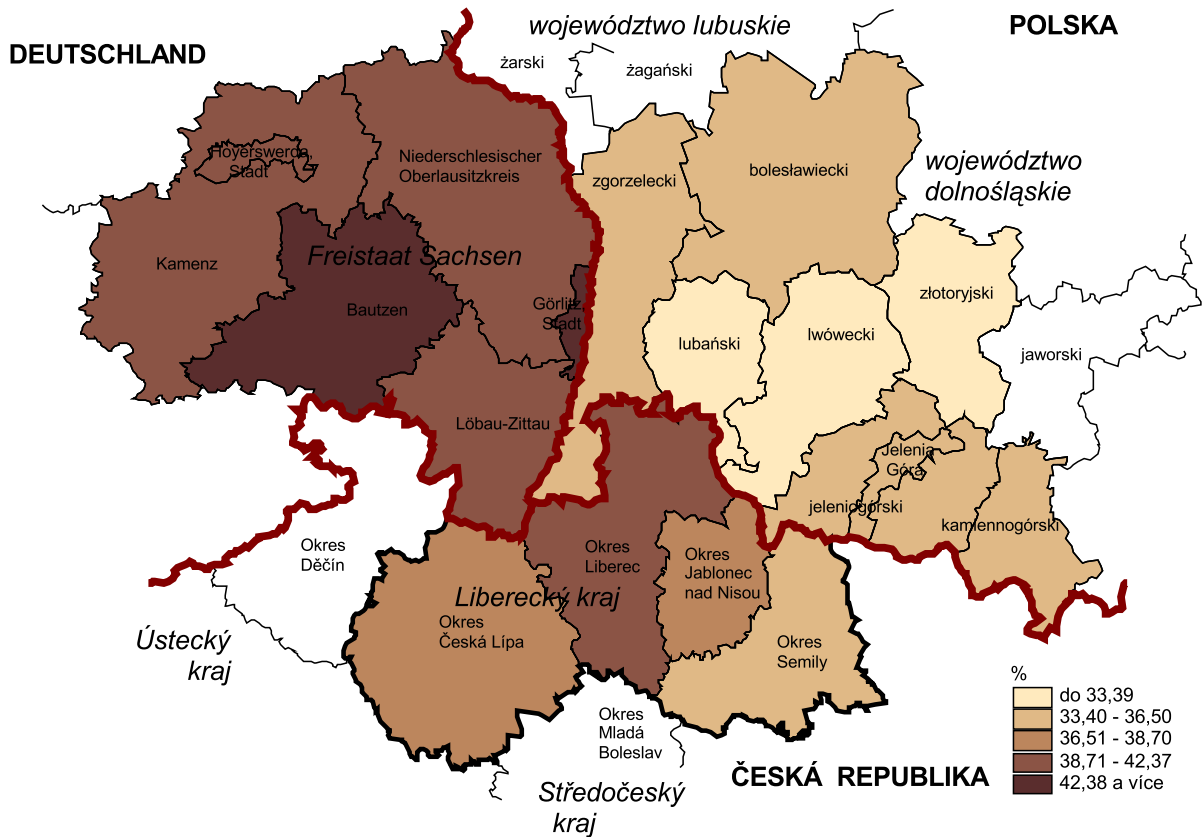 DEUTSCHLAND
województwo lubuskie
POLSKA
żarski
żagański
Hoyerswerda,
Stadt
Niederschlesischer
Oberlausitzkreis
zgorzelecki
bolesławiecki
województwo
dolnośląskie
Kamenz
Freistaat Sachsen
Bautzen
Görlitz
Stadt
lubański
lwówecki
złotoryjski
jaworski
Löbau-Zittau
Jelenia
Góra
jeleniogórski
kamiennogórski
Okres
Děčín
Okres
Liberec
Okres
Jablonec
nad Nisou
Liberecký kraj
Okres
Česká Lípa
Okres
Semily
Ústecký
kraj
Okres
Mladá
Boleslav
Středočeský
kraj
ČESKÁ REPUBLIKA
%
do 33,39
33,40 - 36,50
36,51 - 38,70
38,71 - 42,37
42,38 a více